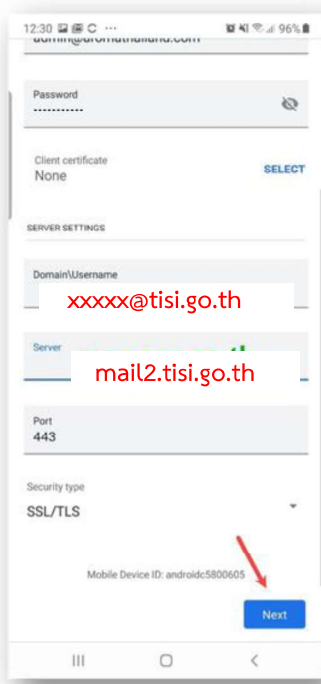 12:30 C ... 96%
Password
-----------
Client certificate
None
SELECT
SERVER SETTINGS
Domain\Username
xxxxx@tisi.go.th
Server
mail2.tisi.go.th
Port
443
Security type
SSL/TLS
Mobile Device ID: androidc5800605
Next